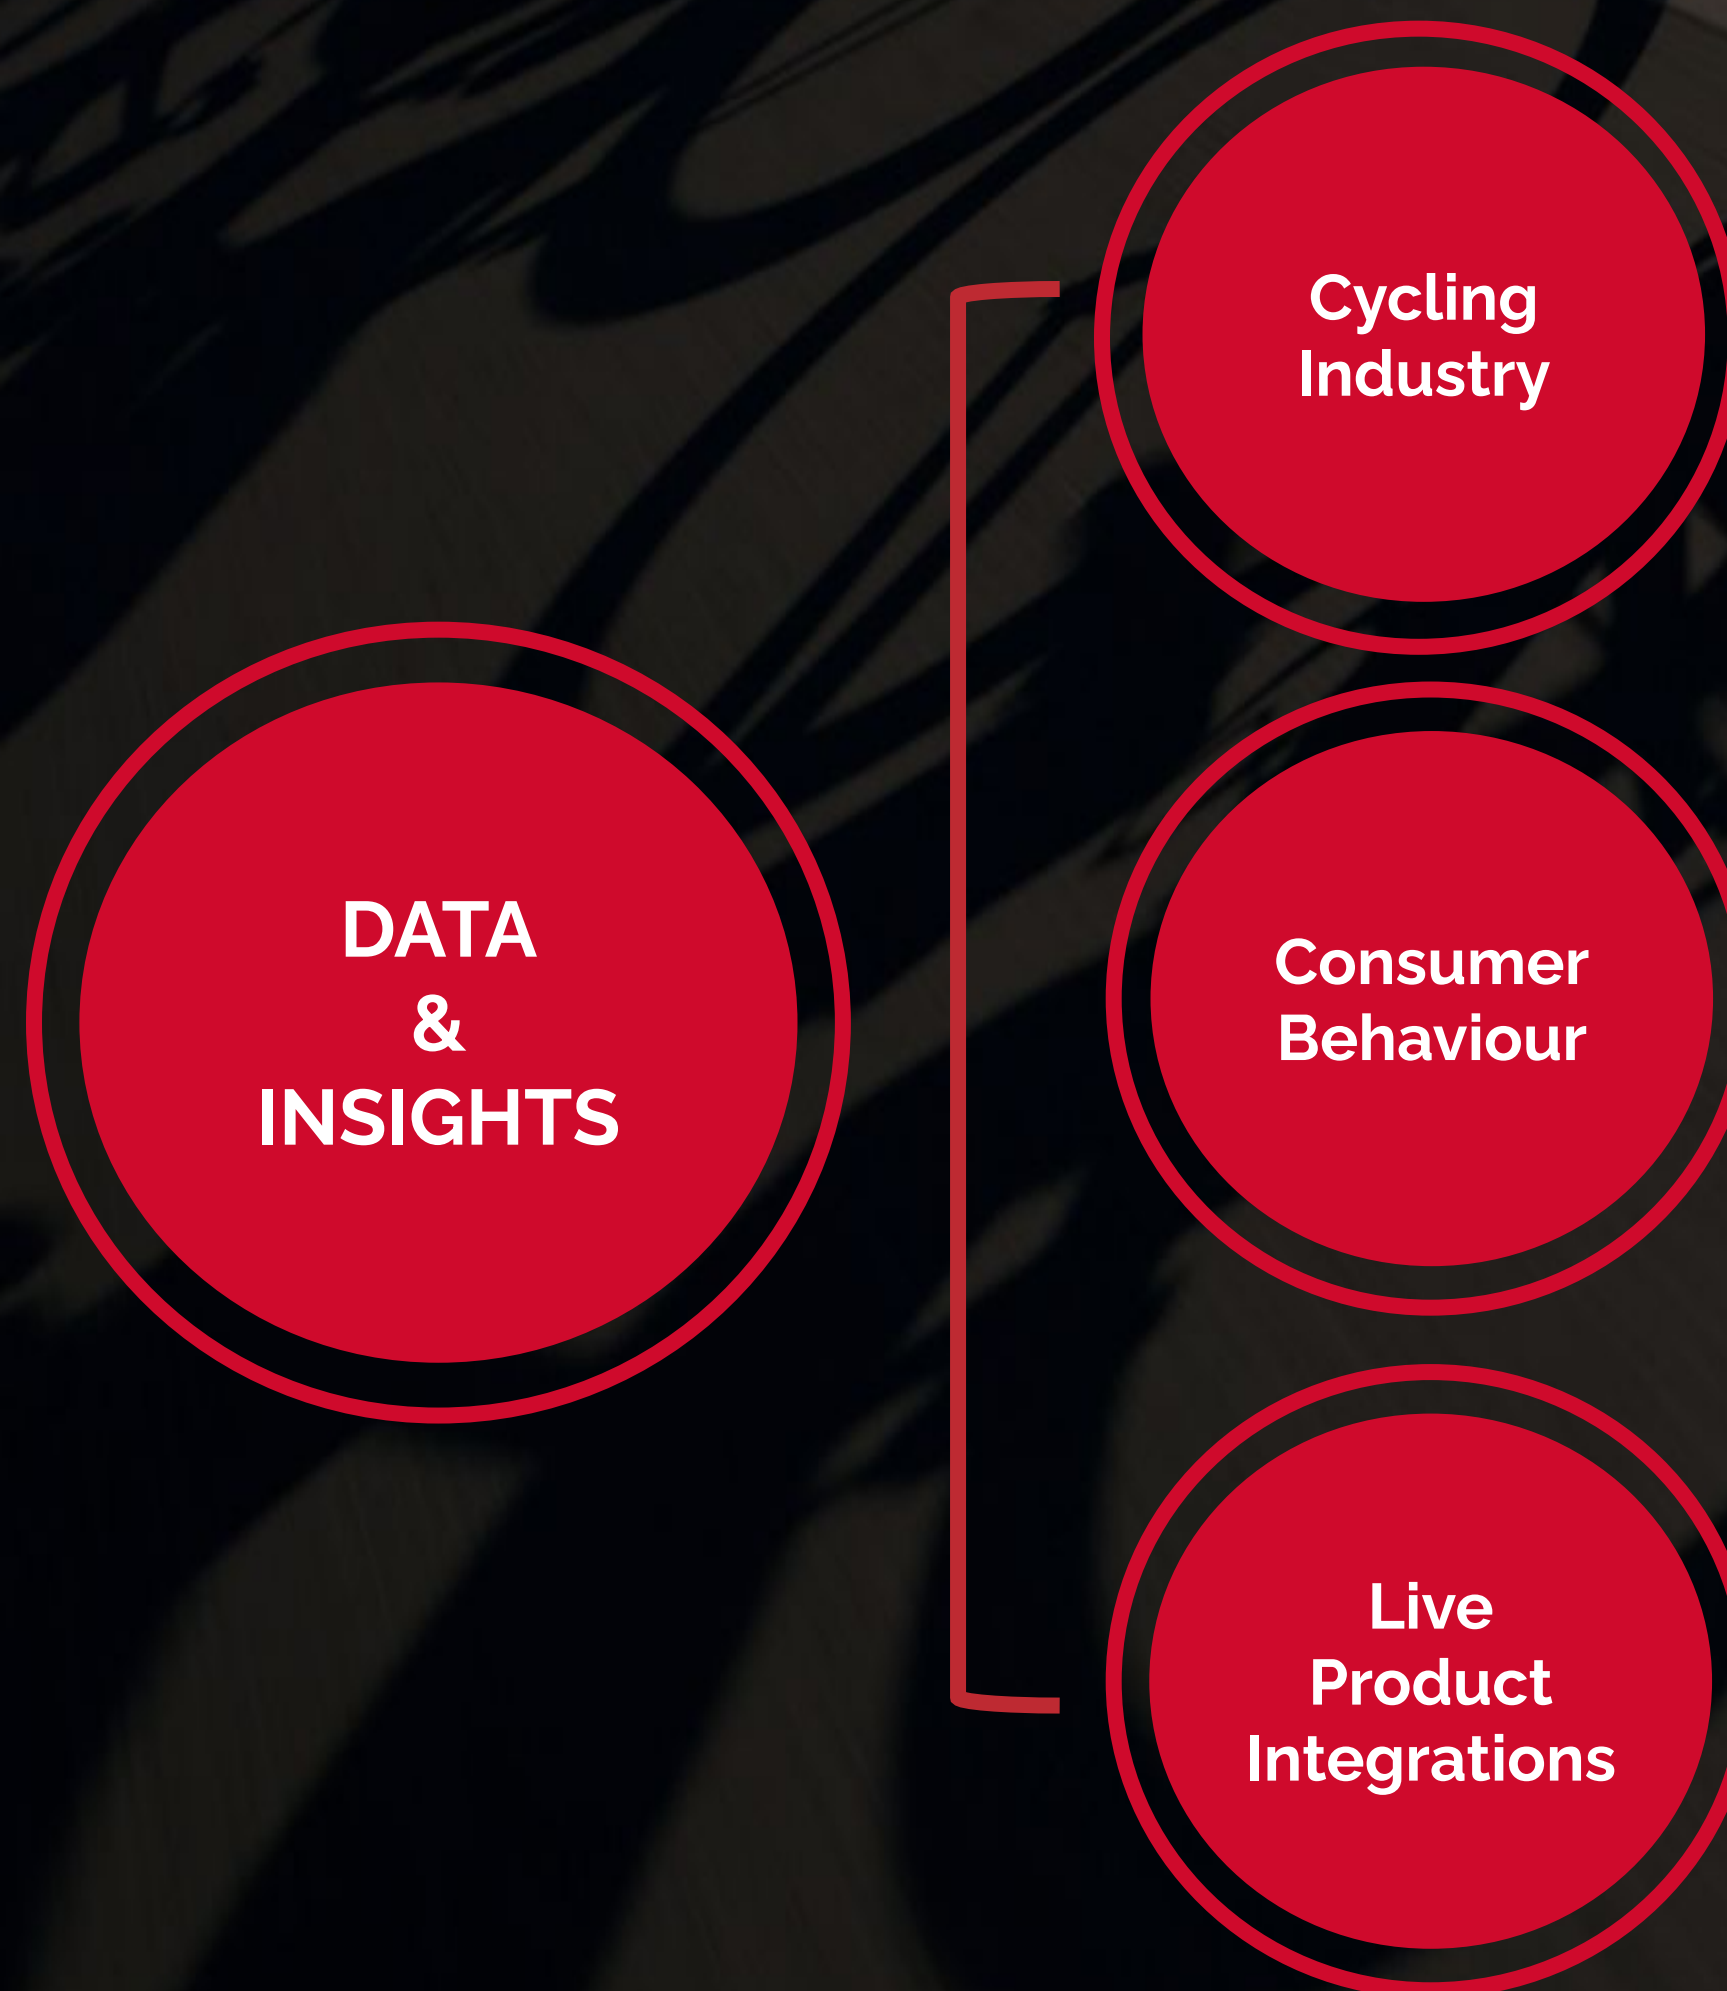 DATA
&
INSIGHTS
Cycling
Industry
Consumer
Behaviour
Live
Product
Integrations